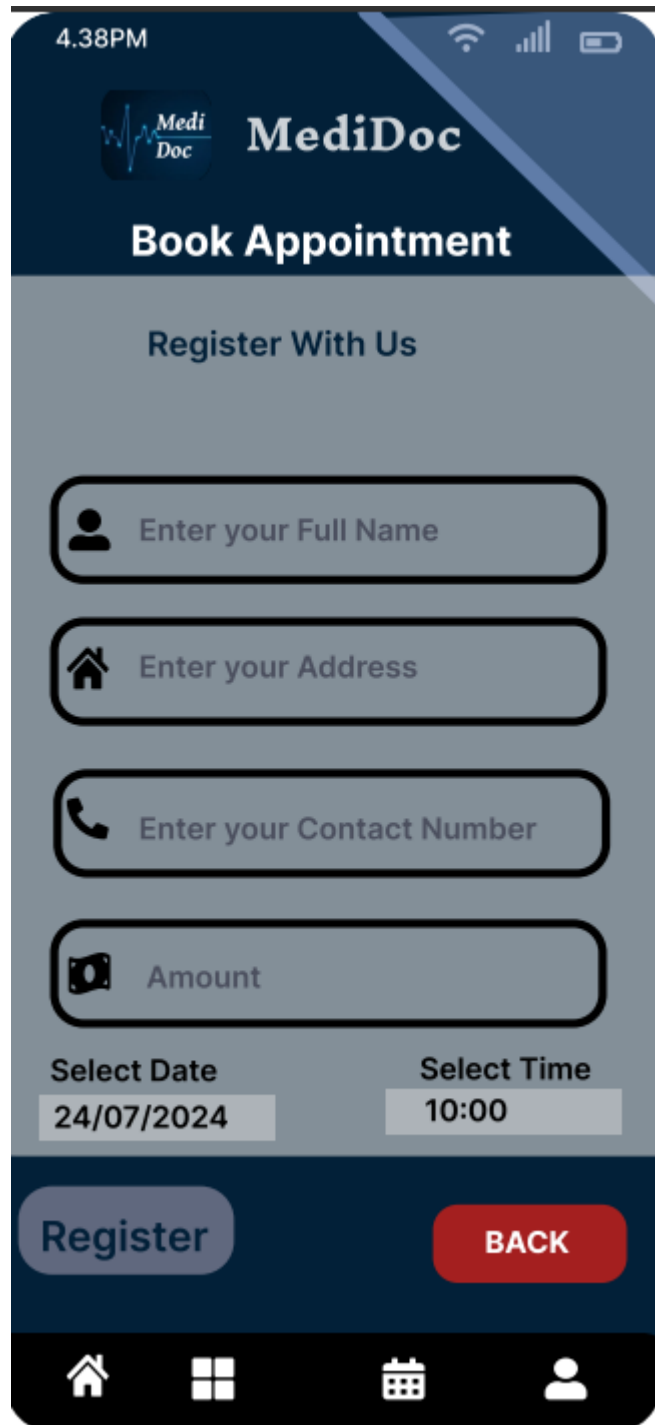 4.38PM
Medi
Doc
MediDoc
Book Appointment
Register With Us
Enter your Full Name
Enter your Address
Enter your Contact Number
Amount
Select Date
Select Time
24/07/2024
10:00
Register
BACK